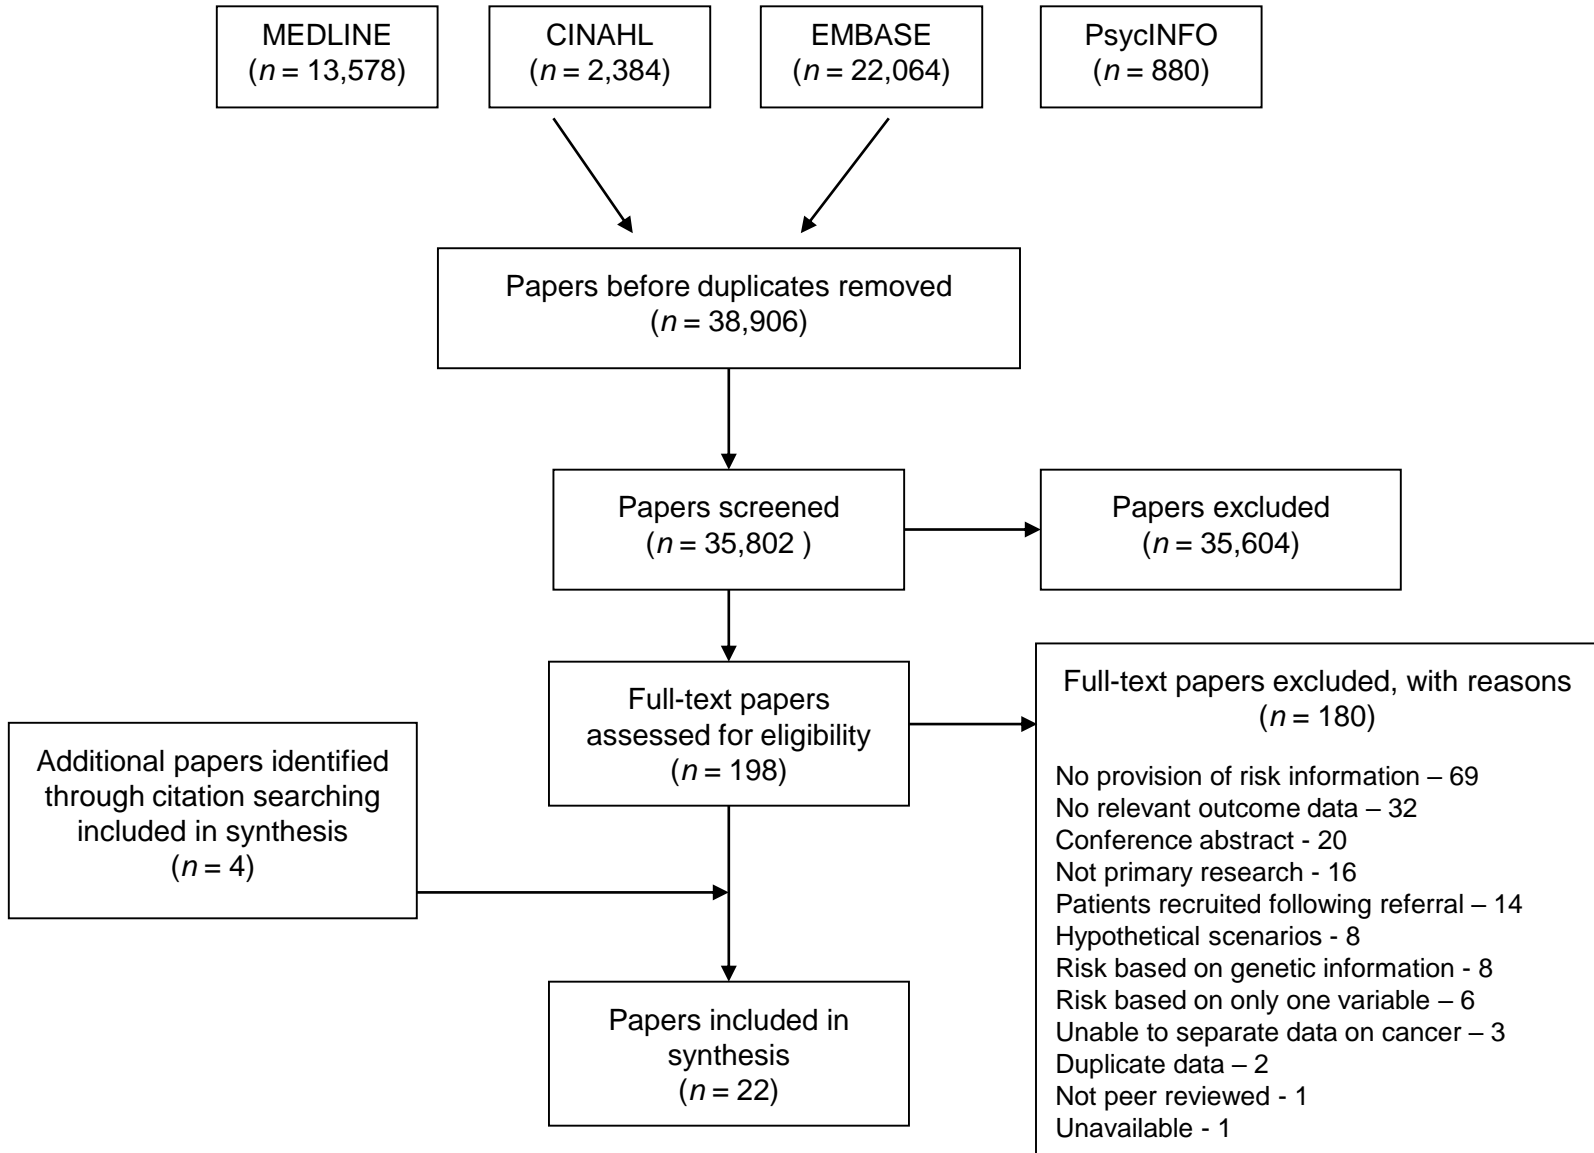 MEDLINE
(n = 13,578)
CINAHL
(n = 2,384)
EMBASE
(n = 22,064)
PsycINFO
(n = 880)
Papers before duplicates removed
(n = 38,906)
Papers screened
(n = 35,802 )
Papers excluded
(n = 35,604)
Full-text papers
assessed for eligibility
(n = 198)
Full-text papers excluded, with reasons
(n = 180)
No provision of risk information – 69
No relevant outcome data – 32
Conference abstract - 20
Not primary research - 16
Patients recruited following referral – 14
Hypothetical scenarios - 8
Risk based on genetic information - 8
Risk based on only one variable – 6
Unable to separate data on cancer – 3
Duplicate data – 2
Not peer reviewed - 1
Unavailable - 1
Additional papers identified
through citation searching
included in synthesis
(n = 4)
Papers included in
synthesis
(n = 22)